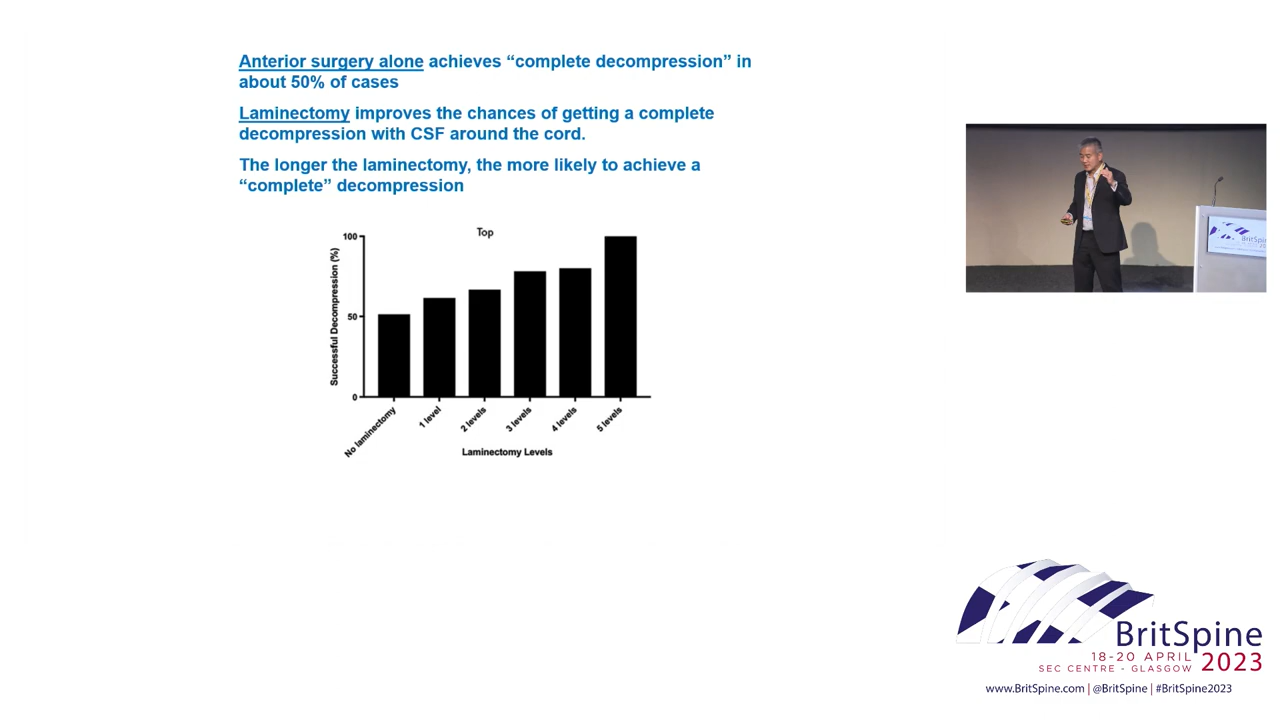 Anterior surgery alone achieves “complete decompression” in
about 50% of cases
Laminectomy improves the chances of getting a complete
decompression with CSF around the cord.
The longer the laminectomy, the more likely to achieve a
“complete” decompression
Top
Successful Decompression (%)
100
50
0
No laminectomy
1 level
2 levels
3 levels
4 levels
5 levels
Laminectomy Levels
BritSpine
BritSpine
18-20 APRIL
SEC CENTRE - GLASGOW
2023
www.BritSpine.com | @BritSpine | #BritSpine2023